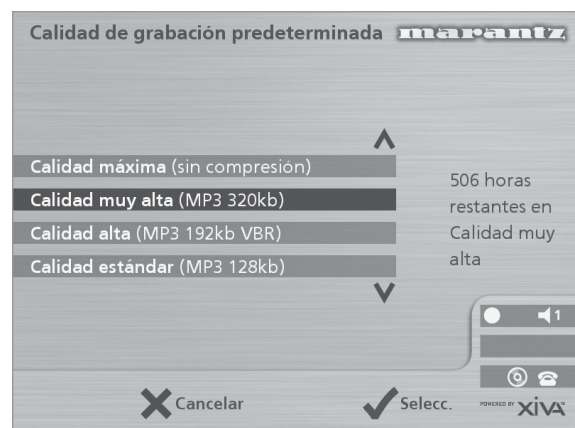 Calidad de grabación predeterminada marantz
Calidad máxima (sin compresión)
Calidad muy alta (MP3 320kb)
Calidad alta (MP3 192kb VBR)
Calidad estándar (MP3 128kb)
506 horas
restantes en
Calidad muy
alta
1
Cancelar
Selecc.
POWERED BY XiVA™